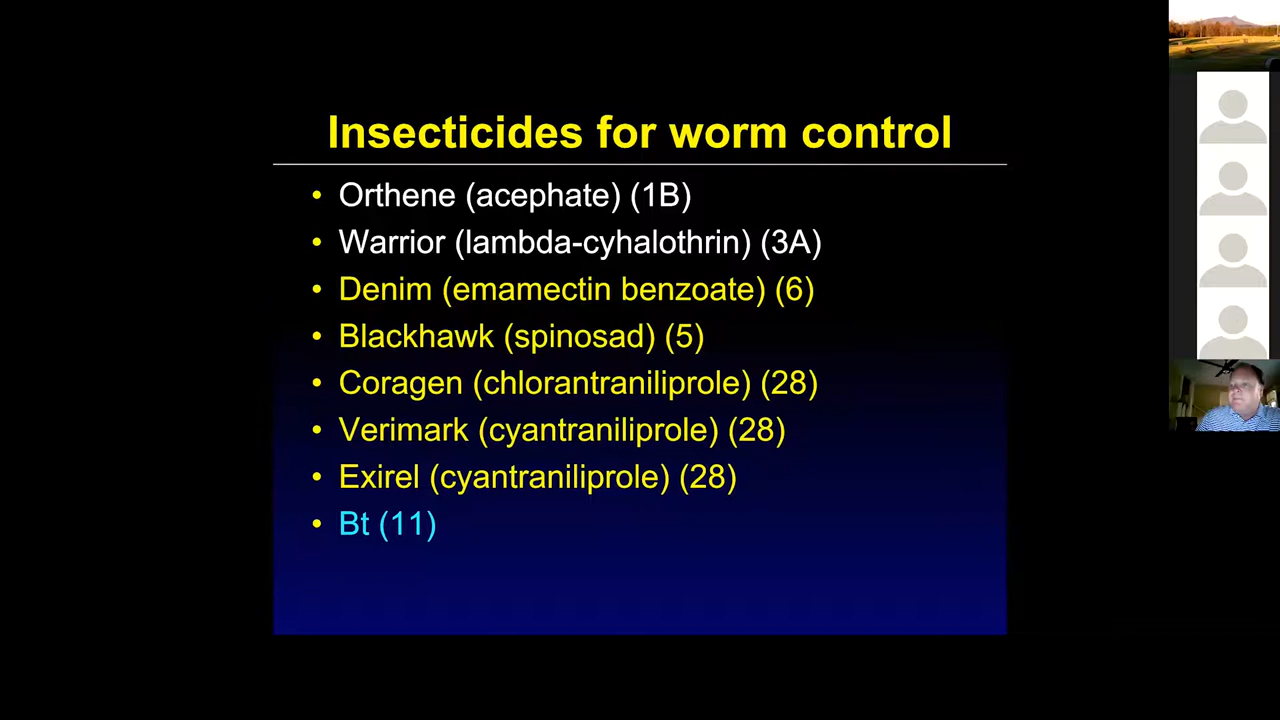 Insecticides for worm control
• Orthene (acephate) (1B)
• Warrior (lambda-cyhalothrin) (3A)
• Denim (emamectin benzoate) (6)
• Blackhawk (spinosad) (5)
• Coragen (chlorantraniliprole) (28)
• Verimark (cyantraniliprole) (28)
• Exirel (cyantraniliprole) (28)
• Bt (11)